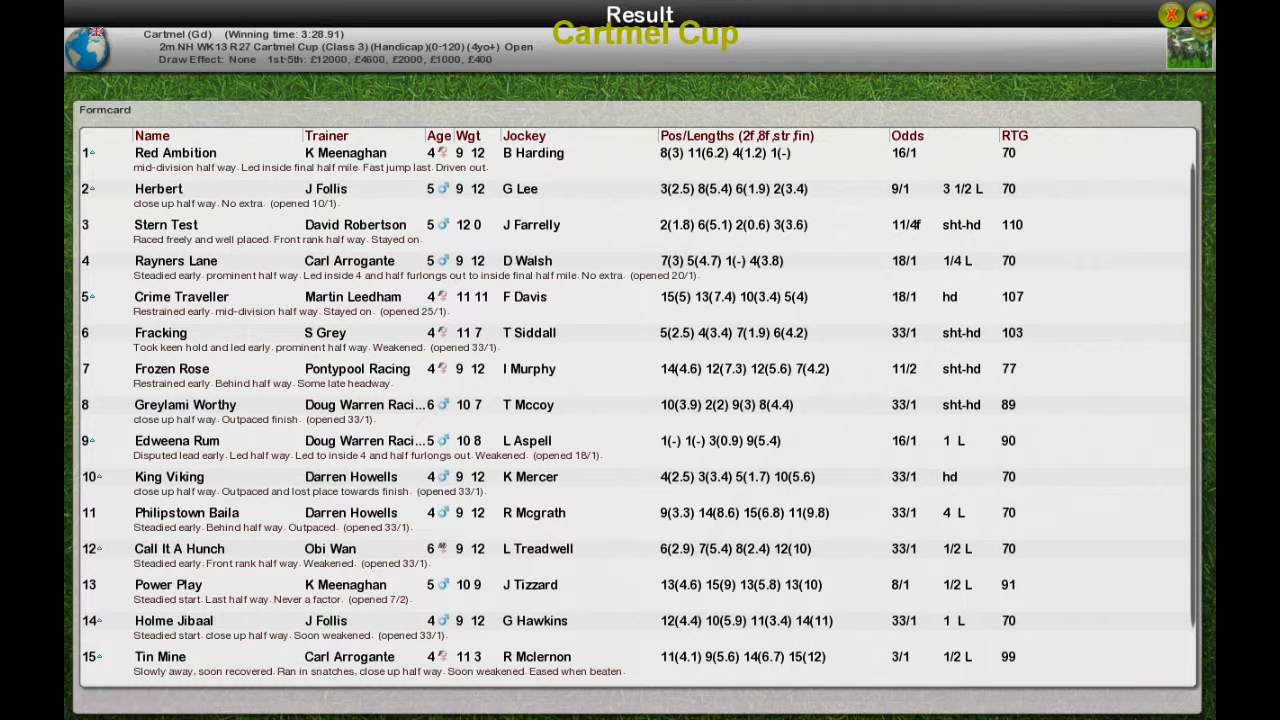 Result
Cartmel Cup
Cartmel (Gd) (Winning time: 3:28.91)
2m NH WK13 R27 Cartmel Cup (Class 3) (Handicap)(0-120) (4yo+) Open
Draw Effect: None 1st-5th: £12000, £4600, £2000, £1000, £400
Formcard
Name Trainer Age Wgt Jockey Pos/Lengths (2f,8f,str,fin) Odds RTG
1 Red Ambition K Meenaghan 4 9 12 B Harding 8(3) 11(6.2) 4(1.2) 1(-) 16/1 70
mid-division half way. Led inside final half mile. Fast jump last. Driven out.
2 Herbert J Follis 5 9 12 G Lee 3(2.5) 8(5.4) 6(1.9) 2(3.4) 9/1 3 1/2 L 70
close up half way. No extra. (opened 10/1).
3 Stern Test David Robertson 5 12 0 J Farrelly 2(1.8) 6(5.1) 2(0.6) 3(3.6) 11/4f sht-hd 110
Raced freely and well placed. Front rank half way. Stayed on.
4 Rayners Lane Carl Arrogante 5 9 12 D Walsh 7(3) 5(4.7) 1(-) 4(3.8) 18/1 1/4 L 70
Steadied early. prominent half way. Led inside 4 and half furlongs out to inside final half mile. No extra. (opened 20/1).
5 Crime Traveller Martin Leedham 4 11 11 F Davis 15(5) 13(7.4) 10(3.4) 5(4) 18/1 hd 107
Restrained early. mid-division half way. Stayed on. (opened 25/1).
6 Fracking S Grey 4 11 7 T Siddall 5(2.5) 4(3.4) 7(1.9) 6(4.2) 33/1 sht-hd 103
Took keen hold and led early. prominent half way. Weakened. (opened 33/1).
7 Frozen Rose Pontypool Racing 4 9 12 I Murphy 14(4.6) 12(7.3) 12(5.6) 7(4.2) 11/2 sht-hd 77
Restrained early. Behind half way. Some late headway.
8 Greylami Worthy Doug Warren Raci... 6 10 7 T Mccoy 10(3.9) 2(2) 9(3) 8(4.4) 33/1 sht-hd 89
close up half way. Outpaced finish. (opened 33/1).
9 Edweena Rum Doug Warren Raci... 5 10 8 L Aspell 1(-) 1(-) 3(0.9) 9(5.4) 16/1 1 L 90
Disputed lead early. Led half way. Led to inside 4 and half furlongs out. Weakened. (opened 18/1).
10 King Viking Darren Howells 4 9 12 K Mercer 4(2.5) 3(3.4) 5(1.7) 10(5.6) 33/1 hd 70
close up half way. Outpaced and lost place towards finish. (opened 33/1).
11 Philipstown Baila Darren Howells 4 9 12 R Mcgrath 9(3.3) 14(8.6) 15(6.8) 11(9.8) 33/1 4 L 70
Steadied early. Behind half way. Outpaced. (opened 33/1).
12 Call It A Hunch Obi Wan 6 9 12 L Treadwell 6(2.9) 7(5.4) 8(2.4) 12(10) 33/1 1/2 L 70
Steadied early. Front rank half way. Weakened. (opened 33/1).
13 Power Play K Meenaghan 5 10 9 J Tizzard 13(4.6) 15(9) 13(5.8) 13(10) 8/1 1/2 L 91
Steadied start. Last half way. Never a factor. (opened 7/2).
14 Holme Jibaal J Follis 4 9 12 G Hawkins 12(4.4) 10(5.9) 11(3.4) 14(11) 33/1 1 L 70
Steadied start. close up half way. Soon weakened. (opened 33/1).
15 Tin Mine Carl Arrogante 4 11 3 R Mclernon 11(4.1) 9(5.6) 14(6.7) 15(12) 3/1 1/2 L 99
Slowly away, soon recovered. Ran in snatches, close up half way. Soon weakened. Eased when beaten.